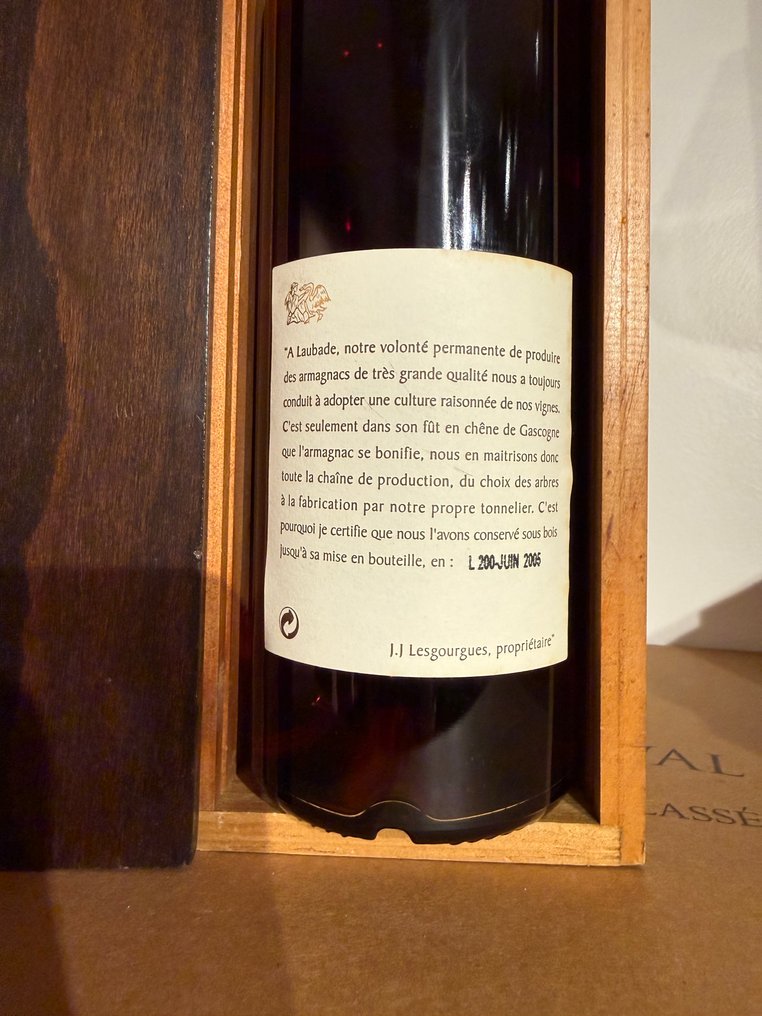 "A Laubade, notre volonté permanente de produire
des armagnacs de très grande qualité nous a toujours
conduit à adopter une culture raisonnée de nos vignes.
C'est seulement dans son fût en chêne de Gascogne
que l'armagnac se bonifie, nous en maitrisons donc
toute la chaîne de production, du choix des arbres
à la fabrication par notre propre tonnelier. C'est
pourquoi je certifie que nous l'avons conservé sous bois
jusqu'à sa mise en bouteille, en : L 200-JUIN 2005
J.J Lesgourgues, propriétaire"